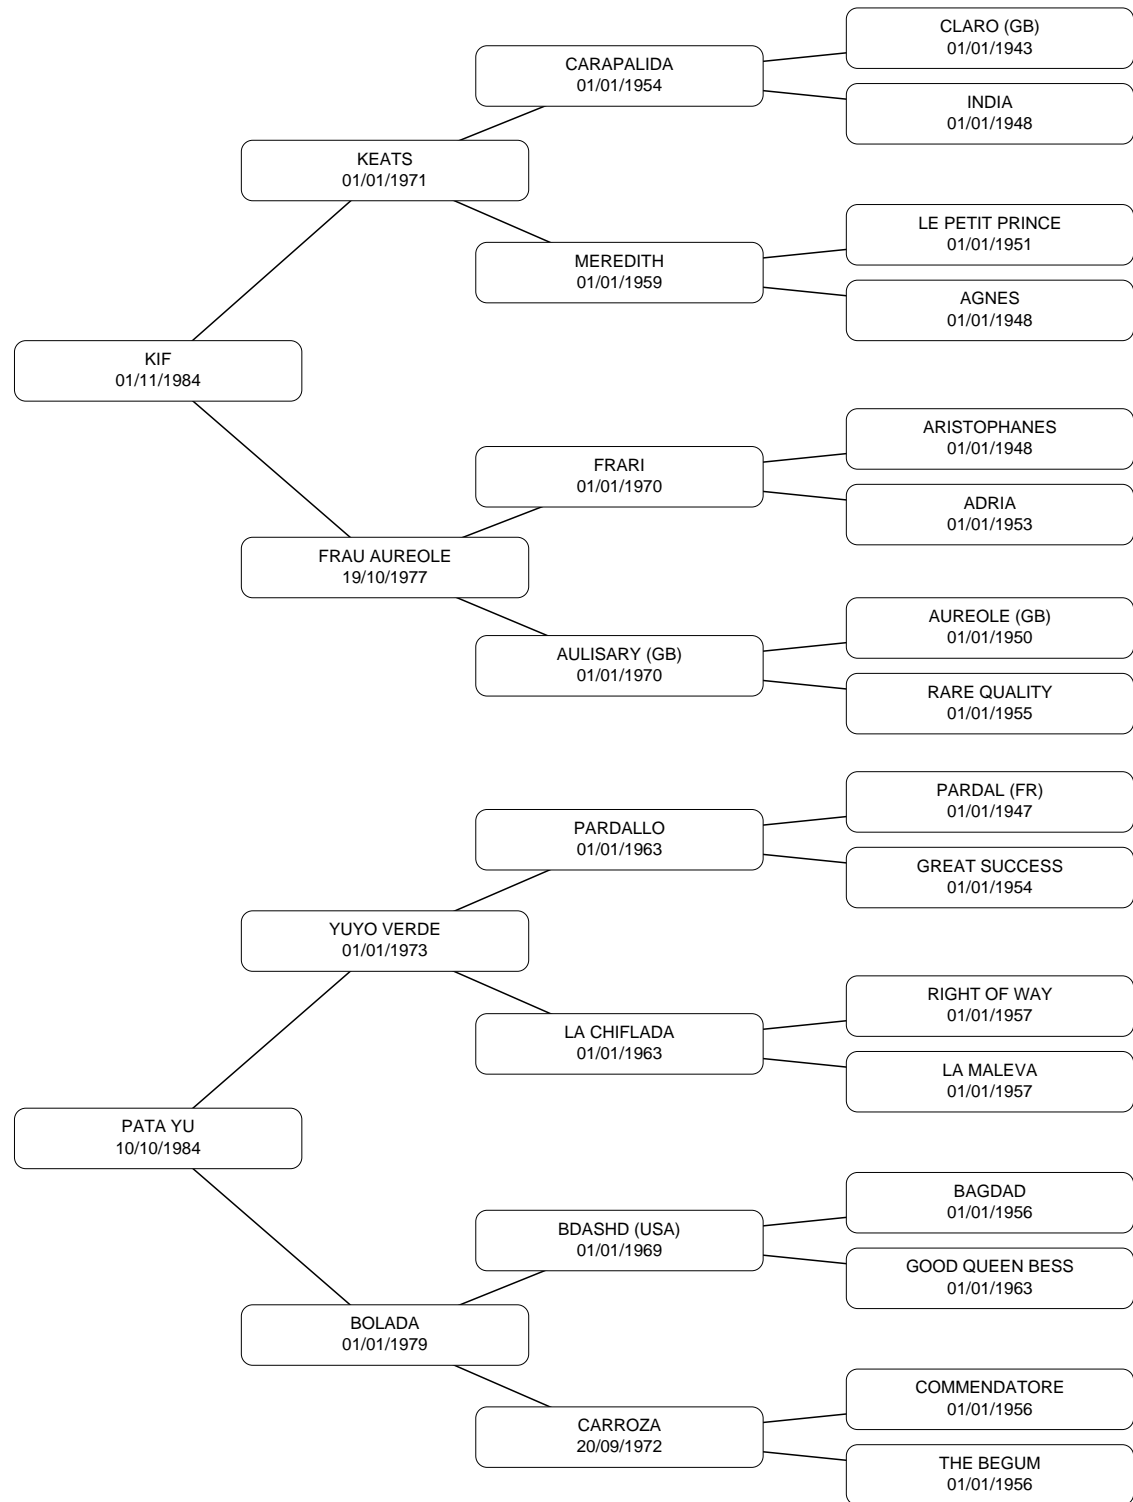 CLARO (GB)
01/01/1943
CARAPALIDA
01/01/1954
INDIA
01/01/1948
KEATS
01/01/1971
LE PETIT PRINCE
01/01/1951
MEREDITH
01/01/1959
AGNES
01/01/1948
KIF
01/11/1984
ARISTOPHANES
01/01/1948
FRARI
01/01/1970
ADRIA
01/01/1953
FRAU AUREOLE
19/10/1977
AUREOLE (GB)
01/01/1950
AULISARY (GB)
01/01/1970
RARE QUALITY
01/01/1955
PARDAL (FR)
01/01/1947
PARDALLO
01/01/1963
GREAT SUCCESS
01/01/1954
YUYO VERDE
01/01/1973
RIGHT OF WAY
01/01/1957
LA CHIFLADA
01/01/1963
LA MALEVA
01/01/1957
PATA YU
10/10/1984
BAGDAD
01/01/1956
BDASHD (USA)
01/01/1969
GOOD QUEEN BESS
01/01/1963
BOLADA
01/01/1979
COMMENDATORE
01/01/1956
CARROZA
20/09/1972
THE BEGUM
01/01/1956